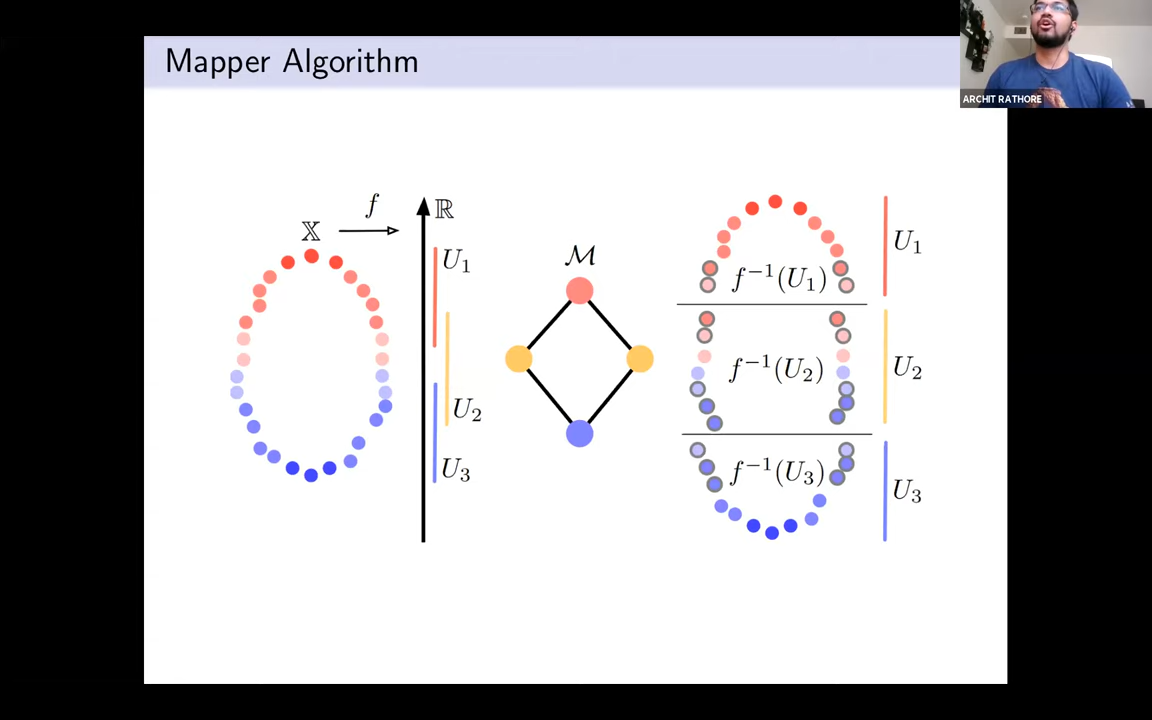 Mapper Algorithm
ARCHIT RATHORE
𝕏
f
ℝ
U₁
U₂
U₃
ℳ
f⁻¹(U₁)
U₁
f⁻¹(U₂)
U₂
f⁻¹(U₃)
U₃